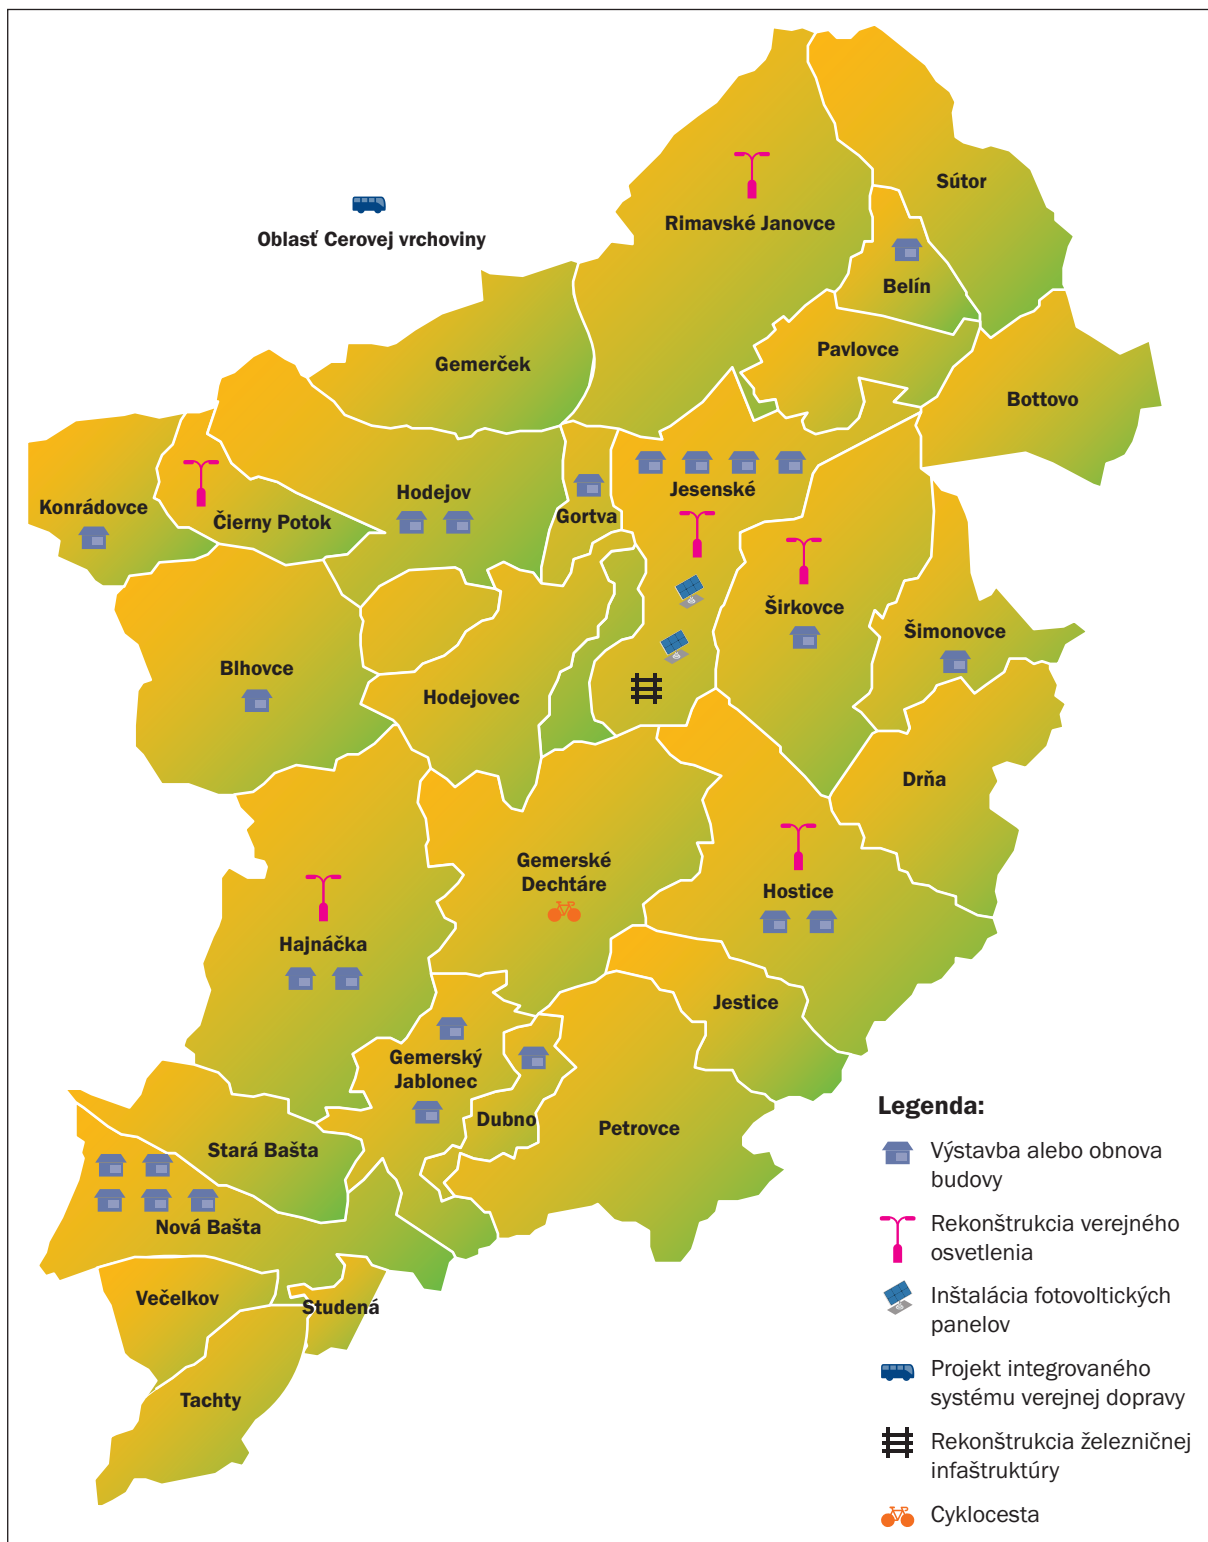 Sútor
Rimavské Janovce
Oblasť Cerovej vrchoviny
Belín
Pavlovce
Gemerček
Bottovo
Jesenské
Hodejov
Konrádovce
Gortva
Čierny Potok
Širkovce
Šimonovce
Blhovce
Hodejovec
Drňa
Gemerské
Dechtáre
Hostice
Hajnáčka
Jestice
Gemerský
Jablonec
Dubno
Petrovce
Stará Bašta
Nová Bašta
Večelkov
Studená
Tachty
Legenda:
Výstavba alebo obnova
budovy
Rekonštrukcia verejného
osvetlenia
Inštalácia fotovoltických
panelov
Projekt integrovaného
systému verejnej dopravy
Rekonštrukcia železničnej
infaštruktúry
Cyklocesta